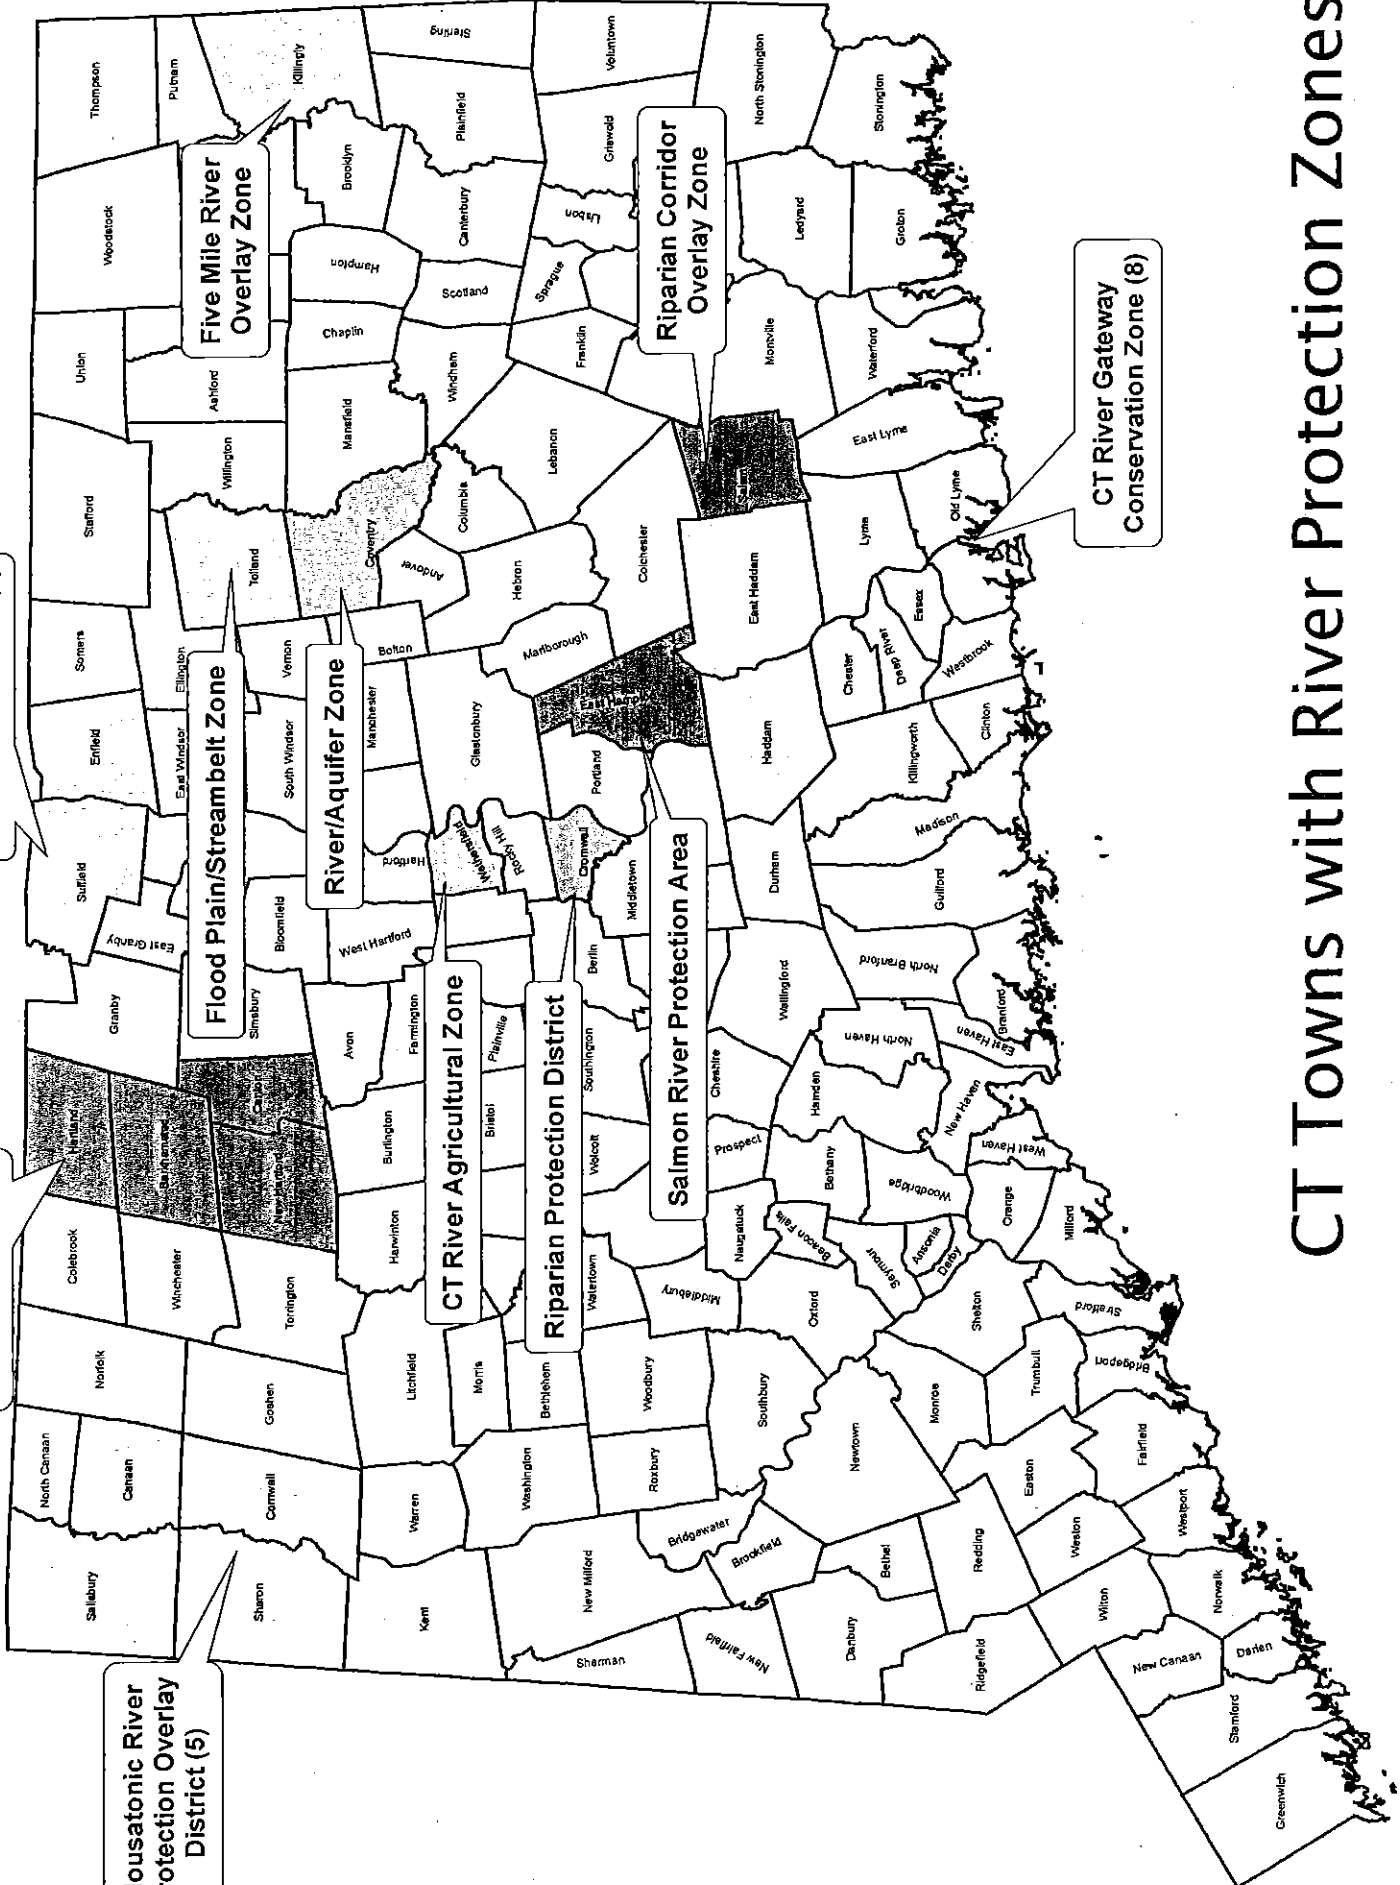 CT Towns with River Protection Zones
ousatonic River
otection Overlay
District (5)
Flood Plain/Streambelt Zone
River/Aquifer Zone
Five Mile River
Overlay Zone
CT River Agricultural Zone
Riparian Protection District
Salmon River Protection Area
Riparian Corridor
Overlay Zone
CT River Gateway
Conservation Zone (8)
Salisbury
North Canaan
Canaan
Norfolk
Colebrook
Hartland
Granby
East Granby
Suffield
Enfield
Somers
Stafford
Union
Woodstock
Thompson
Putnam
Killingly
Sharon
Cornwall
Goshen
Winchester
Torrington
Barkhamsted
New Hartford
Canton
Simsbury
Bloomfield
East Windsor
South Windsor
Ellington
Vernon
Tolland
Willington
Ashford
Chaplin
Hampton
Brooklyn
Mansfield
Coventry
Kent
Warren
Litchfield
Morris
Harwinton
Burlington
Avon
Farmington
West Hartford
Hartford
Manchester
Bolton
Andover
Columbia
Windham
Scotland
Canterbury
Plainfield
Sterling
New Milford
Sherman
Washington
Bethlehem
Watertown
Bristol
Plainville
Wethersfield
Rocky Hill
Glastonbury
Marlborough
Hebron
Lebanon
Franklin
Sprague
Lisbon
Griswold
Voluntown
Roxbury
Woodbury
Middlebury
Wolcott
Southington
Berlin
Cromwell
Middletown
Portland
East Hampton
Colchester
Salem
Montville
Ledyard
North Stonington
Stonington
Groton
Waterford
East Lyme
Old Lyme
Lyme
East Haddam
Haddam
Chester
Deep River
Essex
Westbrook
Clinton
Killingworth
Madison
Guilford
Durham
Wallingford
Cheshire
Prospect
Naugatuck
Southbury
Bridgewater
Brookfield
New Fairfield
Danbury
Bethel
Newtown
Oxford
Beacon Falls
Bethany
Hamden
North Haven
North Branford
Branford
East Haven
New Haven
West Haven
Woodbridge
Orange
Milford
Seymour
Ansonia
Derby
Shelton
Stratford
Monroe
Trumbull
Bridgeport
Fairfield
Easton
Redding
Ridgefield
Weston
Westport
Wilton
Norwalk
New Canaan
Darien
Stamford
Greenwich